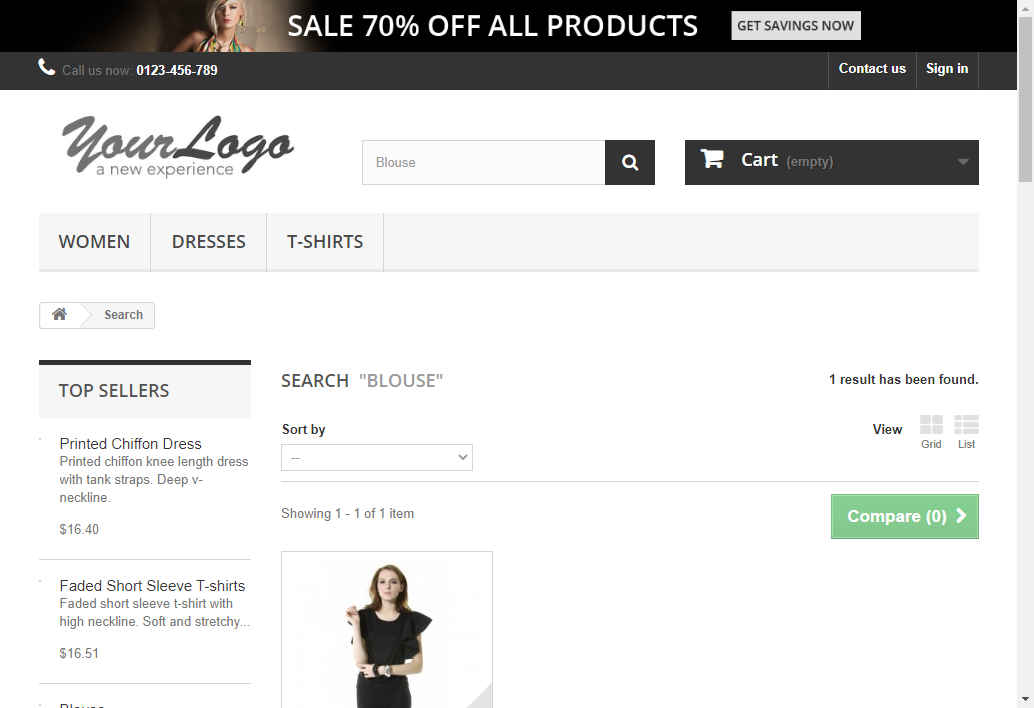 SALE 70% OFF ALL PRODUCTS
GET SAVINGS NOW
Call us now: 0123-456-789
Contact us
Sign in
YourLogo
a new experience
Blouse
Cart (empty)
WOMEN
DRESSES
T-SHIRTS
Search
TOP SELLERS
Printed Chiffon Dress
Printed chiffon knee length dress
with tank straps. Deep v-
neckline.
$16.40
Faded Short Sleeve T-shirts
Faded short sleeve t-shirt with
high neckline. Soft and stretchy...
$16.51
Blouse
SEARCH "BLOUSE"
1 result has been found.
Sort by
--
View
Grid
List
Showing 1 - 1 of 1 item
Compare (0)